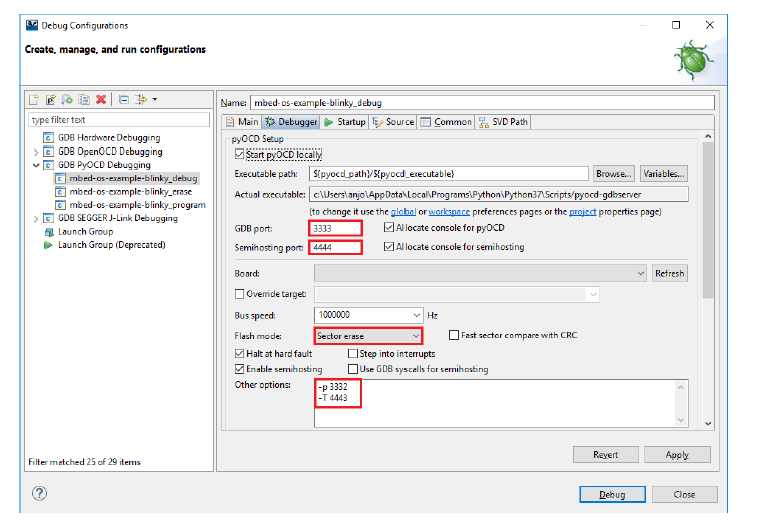 Debug Configurations
Create, manage, and run configurations
type filter text
GDB Hardware Debugging
GDB OpenOCD Debugging
GDB PyOCD Debugging
mbed-os-example-blinky_debug
mbed-os-example-blinky_erase
mbed-os-example-blinky_program
GDB SEGGER J-Link Debugging
Launch Group
Launch Group (Deprecated)
Filter matched 25 of 29 items
Name: mbed-os-example-blinky_debug
Main Debugger Startup Source Common SVD Path
pyOCD Setup
Start pyOCD locally
Executable path: ${pyocd_path}/${pyocd_executable} Browse... Variables...
Actual executable: c:\Users\anjo\AppData\Local\Programs\Python\Python37\Scripts/pyocd-gdbserver
(to change it use the global or workspace preferences pages or the project properties page)
GDB port: 3333 Allocate console for pyOCD
Semihosting port: 4444 Allocate console for semihosting
Board: Refresh
Override target:
Bus speed: 1000000 Hz
Flash mode: Sector erase Fast sector compare with CRC
Halt at hard fault Step into interrupts
Enable semihosting Use GDB syscalls for semihosting
Other options: -p 3332
-T 4443
Revert Apply
? Debug Close